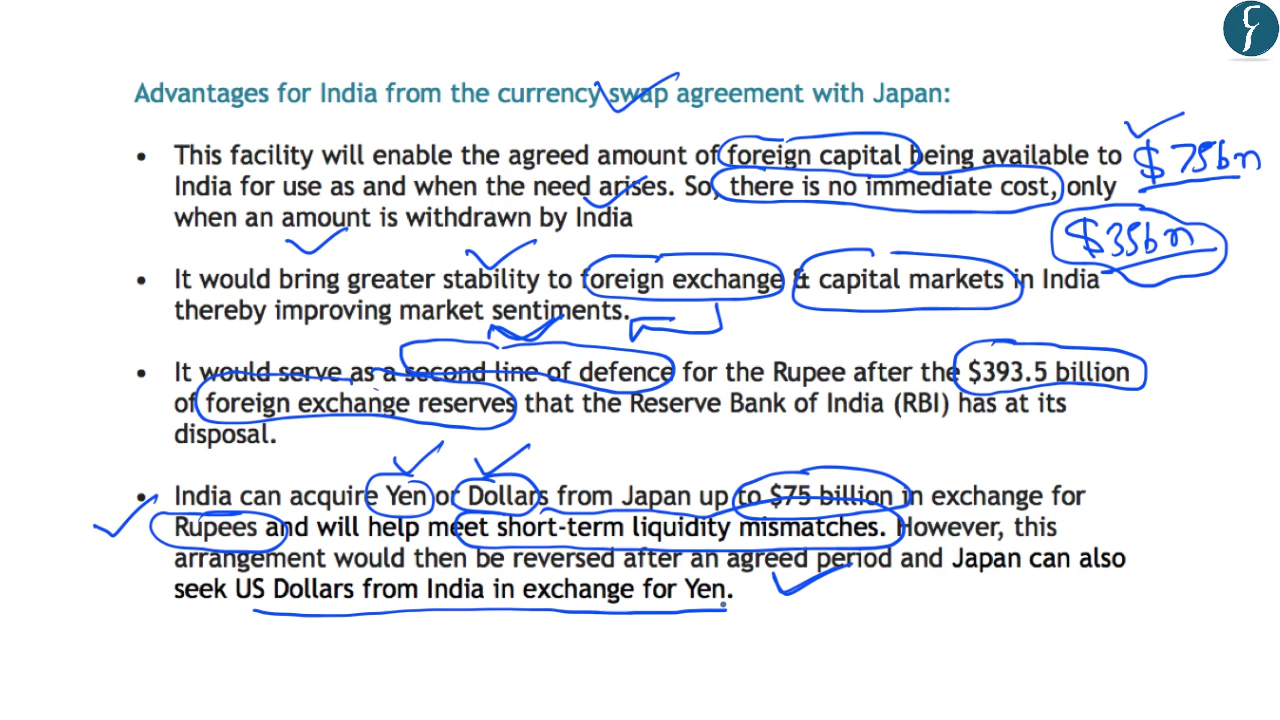 Advantages for India from the currency swap agreement with Japan:
• This facility will enable the agreed amount of foreign capital being available to
$75bn
India for use as and when the need arises. So, there is no immediate cost, only
when an amount is withdrawn by India
$35bn
• It would bring greater stability to foreign exchange & capital markets in India
thereby improving market sentiments.
• It would serve as a second line of defence for the Rupee after the $393.5 billion
of foreign exchange reserves that the Reserve Bank of India (RBI) has at its
disposal.
• India can acquire Yen or Dollars from Japan up to $75 billion in exchange for
Rupees and will help meet short-term liquidity mismatches. However, this
arrangement would then be reversed after an agreed period and Japan can also
seek US Dollars from India in exchange for Yen.